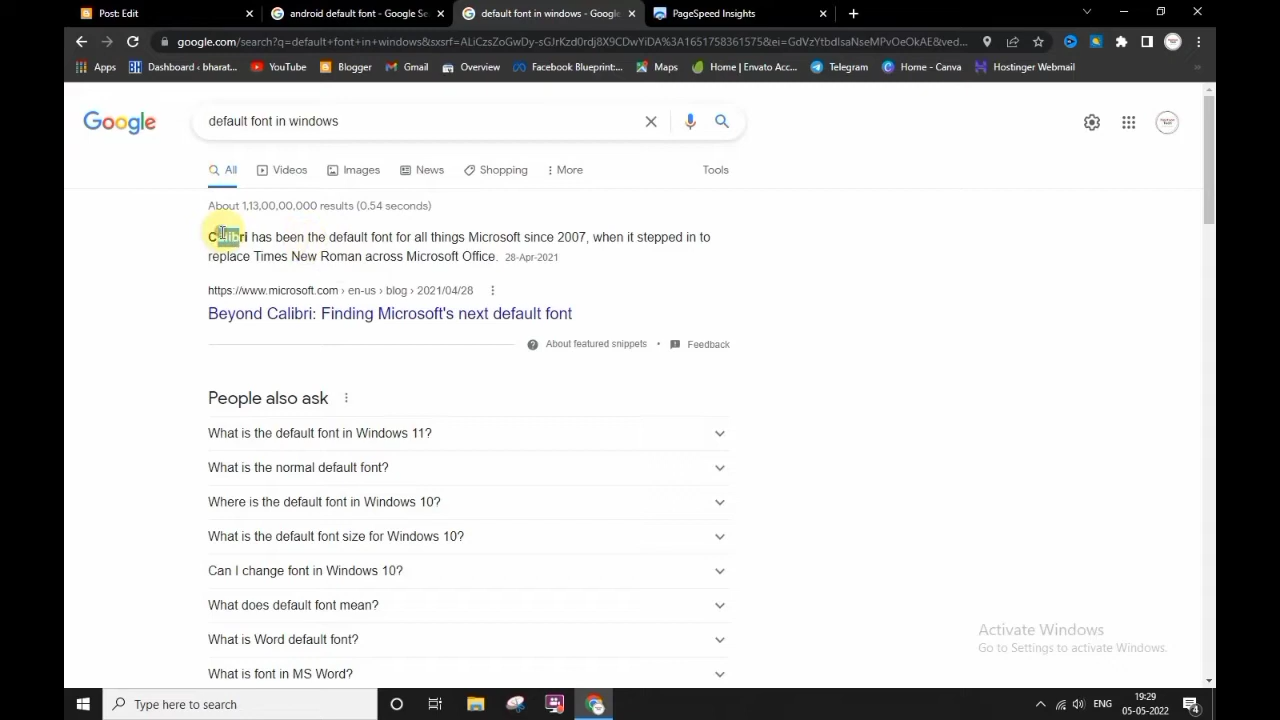 Post: Edit
android default font - Google Se
default font in windows - Google
PageSpeed Insights
google.com/search?q=default+font+in+windows&sxsrf=ALiCzsZoGwDy-sGJrKzd0rdj8X9CDwYiDA%3A1651758361575&ei=GdVzYtbdIsaNseMPvOeOkAE&ved...
Apps
Dashboard ‹ bharat...
YouTube
Blogger
Gmail
Overview
Facebook Blueprint:...
Maps
Home | Envato Acc...
Telegram
Home - Canva
Hostinger Webmail
Google
default font in windows
All
Videos
Images
News
Shopping
More
Tools
About 1,13,00,00,000 results (0.54 seconds)
Calibri has been the default font for all things Microsoft since 2007, when it stepped in to
replace Times New Roman across Microsoft Office. 28-Apr-2021
https://www.microsoft.com › en-us › blog › 2021/04/28
Beyond Calibri: Finding Microsoft's next default font
About featured snippets
•
Feedback
People also ask
What is the default font in Windows 11?
What is the normal default font?
Where is the default font in Windows 10?
What is the default font size for Windows 10?
Can I change font in Windows 10?
What does default font mean?
What is Word default font?
What is font in MS Word?
Activate Windows
Go to Settings to activate Windows.
Type here to search
ENG
19:29
05-05-2022
4